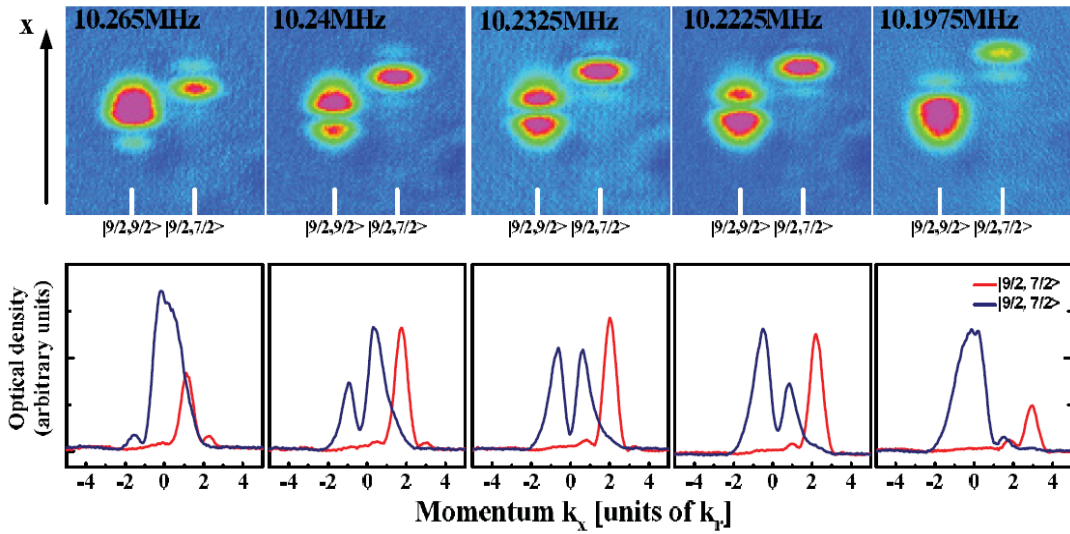 x
10.265MHz 10.24MHz 10.2325MHz 10.2225MHz 10.1975MHz
|9/2,9/2> |9/2,7/2> |9/2,9/2> |9/2,7/2> |9/2,9/2> |9/2,7/2> |9/2,9/2> |9/2,7/2> |9/2,9/2> |9/2,7/2>
Optical density
(arbitrary units)
|9/2, 7/2>
|9/2, 7/2>
-4 -2 0 2 4 -4 -2 0 2 4 -4 -2 0 2 4 -4 -2 0 2 4 -4 -2 0 2 4
Momentum kx [units of kr]